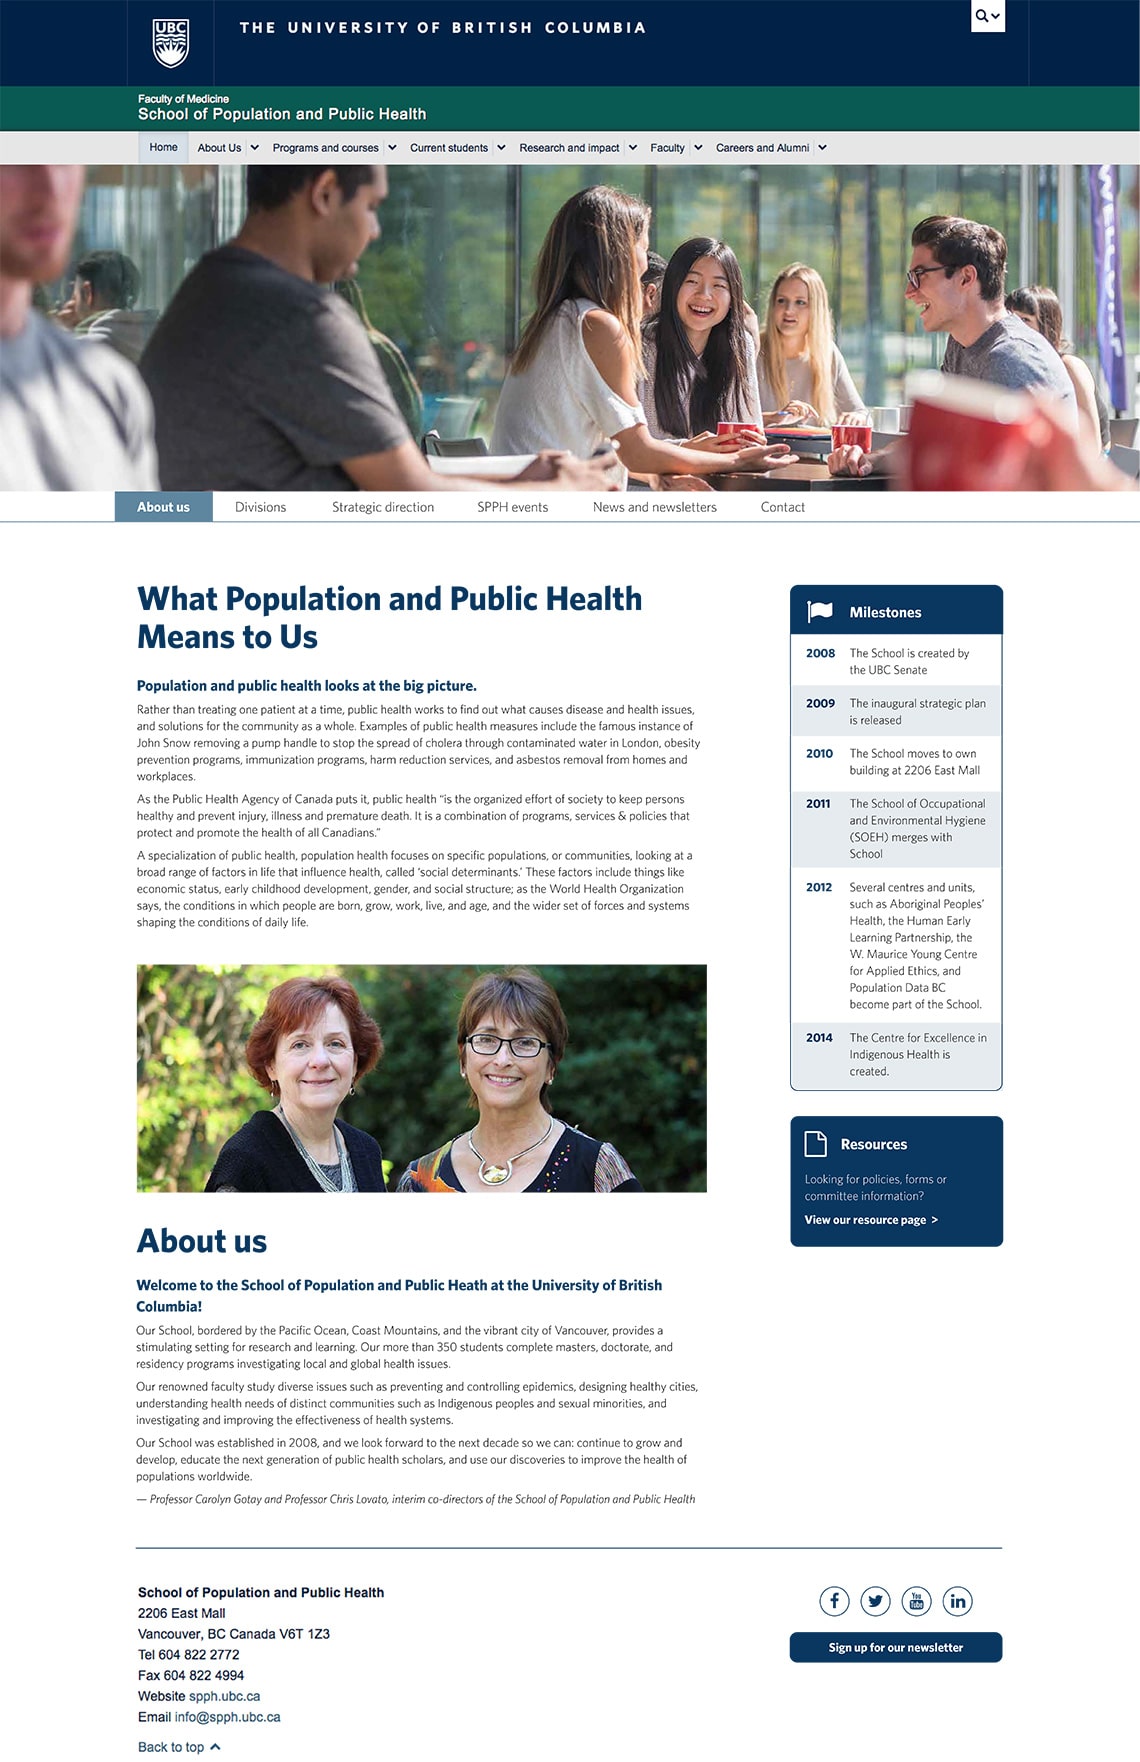 UBC
THE UNIVERSITY OF BRITISH COLUMBIA
Faculty of Medicine
School of Population and Public Health
Home About Us Programs and courses Current students Research and impact Faculty Careers and Alumni
About us Divisions Strategic direction SPPH events News and newsletters Contact
What Population and Public Health
Means to Us
Population and public health looks at the big picture.
Rather than treating one patient at a time, public health works to find out what causes disease and health issues,
and solutions for the community as a whole. Examples of public health measures include the famous instance of
John Snow removing a pump handle to stop the spread of cholera through contaminated water in London, obesity
prevention programs, immunization programs, harm reduction services, and asbestos removal from homes and
workplaces.
As the Public Health Agency of Canada puts it, public health “is the organized effort of society to keep persons
healthy and prevent injury, illness and premature death. It is a combination of programs, services & policies that
protect and promote the health of all Canadians.”
A specialization of public health, population health focuses on specific populations, or communities, looking at a
broad range of factors in life that influence health, called ‘social determinants.’ These factors include things like
economic status, early childhood development, gender, and social structure; as the World Health Organization
says, the conditions in which people are born, grow, work, live, and age, and the wider set of forces and systems
shaping the conditions of daily life.
About us
Welcome to the School of Population and Public Heath at the University of British
Columbia!
Our School, bordered by the Pacific Ocean, Coast Mountains, and the vibrant city of Vancouver, provides a
stimulating setting for research and learning. Our more than 350 students complete masters, doctorate, and
residency programs investigating local and global health issues.
Our renowned faculty study diverse issues such as preventing and controlling epidemics, designing healthy cities,
understanding health needs of distinct communities such as Indigenous peoples and sexual minorities, and
investigating and improving the effectiveness of health systems.
Our School was established in 2008, and we look forward to the next decade so we can: continue to grow and
develop, educate the next generation of public health scholars, and use our discoveries to improve the health of
populations worldwide.
— Professor Carolyn Gotay and Professor Chris Lovato, interim co-directors of the School of Population and Public Health
Milestones
2008 The School is created by
the UBC Senate
2009 The inaugural strategic plan
is released
2010 The School moves to own
building at 2206 East Mall
2011 The School of Occupational
and Environmental Hygiene
(SOEH) merges with
School
2012 Several centres and units,
such as Aboriginal Peoples’
Health, the Human Early
Learning Partnership, the
W. Maurice Young Centre
for Applied Ethics, and
Population Data BC
become part of the School.
2014 The Centre for Excellence in
Indigenous Health is
created.
Resources
Looking for policies, forms or
committee information?
View our resource page >
School of Population and Public Health
2206 East Mall
Vancouver, BC Canada V6T 1Z3
Tel 604 822 2772
Fax 604 822 4994
Website spph.ubc.ca
Email info@spph.ubc.ca
Back to top
You Tube
Sign up for our newsletter